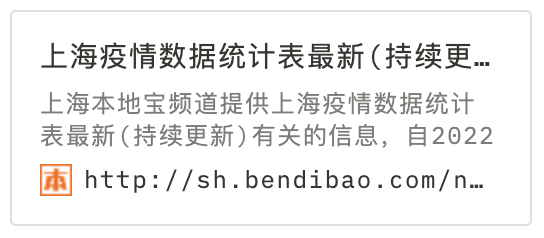 上海疫情数据统计表最新(持续更…
上海本地宝频道提供上海疫情数据统计
表最新(持续更新)有关的信息，自2022
本 http://sh.bendibao.com/n…